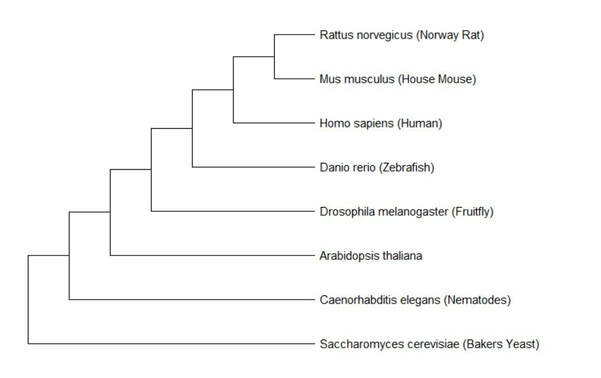 Rattus norvegicus (Norway Rat)
Mus musculus (House Mouse)
Homo sapiens (Human)
Danio rerio (Zebrafish)
Drosophila melanogaster (Fruitfly)
Arabidopsis thaliana
Caenorhabditis elegans (Nematodes)
Saccharomyces cerevisiae (Bakers Yeast)